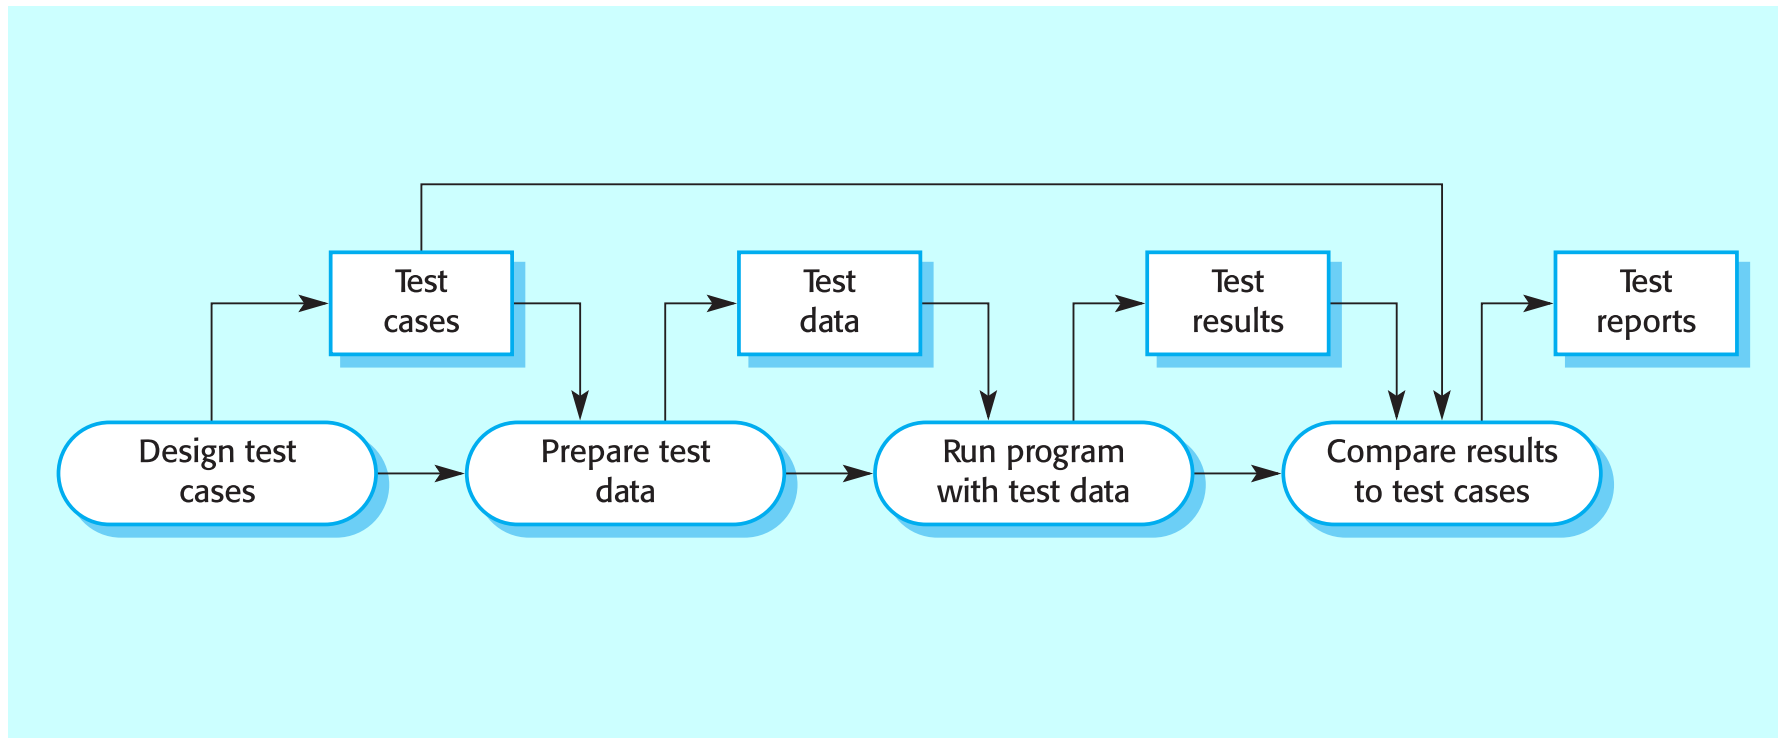 Test
cases
Test
data
Test
results
Test
reports
Design test
cases
Prepare test
data
Run program
with test data
Compare results
to test cases